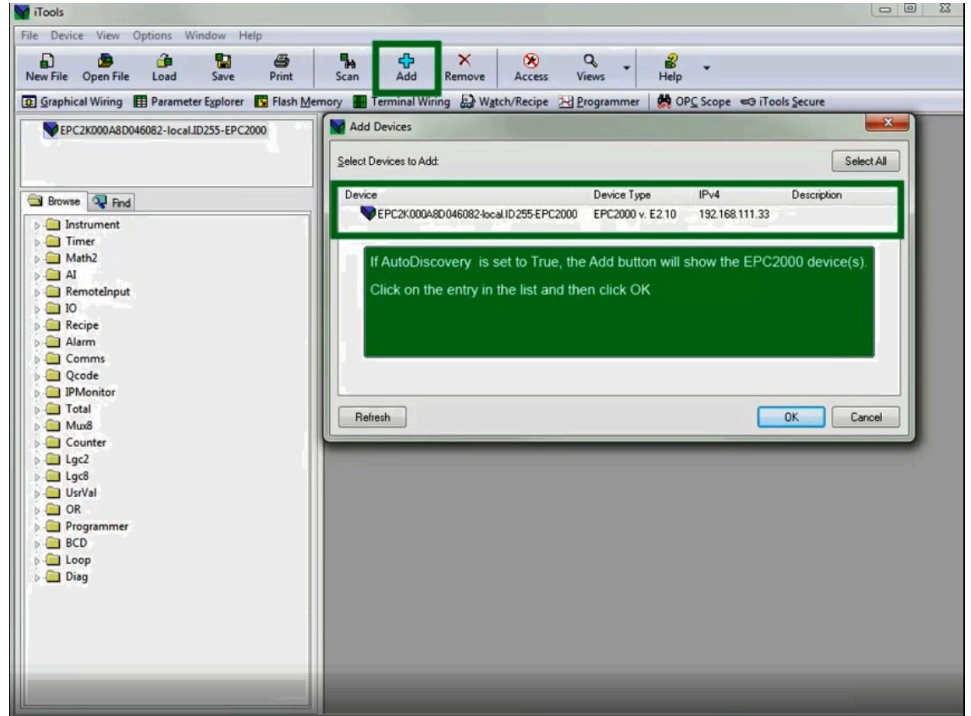 iTools
File Device View Options Window Help
New File Open File Load Save Print Scan Add Remove Access Views Help
Graphical Wiring Parameter Explorer Flash Memory Terminal Wiring Watch/Recipe Programmer OPC Scope iTools Secure
EPC2K000A8D046082-local.ID255-EPC2000
Browse Find
Instrument
Timer
Math2
AI
RemoteInput
IO
Recipe
Alarm
Comms
Qcode
IPMonitor
Total
Mux8
Counter
Lgc2
Lgc8
UsrVal
OR
Programmer
BCD
Loop
Diag
Add Devices
Select Devices to Add:
Select All
Device Device Type IPv4 Description
EPC2K000A8D046082-local.ID255-EPC2000 EPC2000 v. E2.10 192.168.111.33
If AutoDiscovery is set to True, the Add button will show the EPC2000 device(s).
Click on the entry in the list and then click OK
Refresh OK Cancel